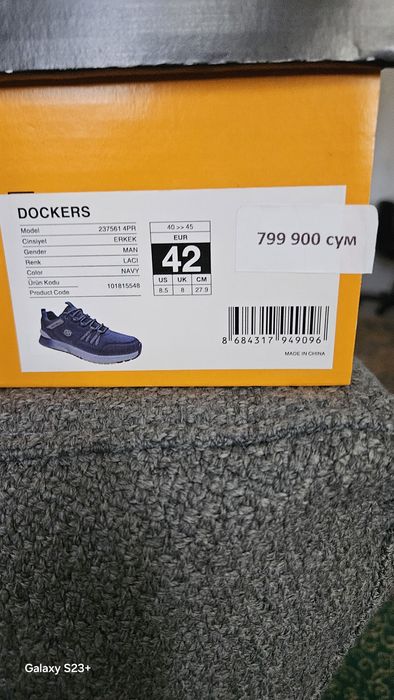 DOCKERS
Model 237561 4PR
Cinsiyet ERKEK
Gender MAN
Renk LACI
Color NAVY
Ürün Kodu
Product Code 101815548
40 >> 45
EUR
42
US UK CM
8.5 8 27.9
799 900 сум
8 684317 949096
MADE IN CHINA
Galaxy S23+